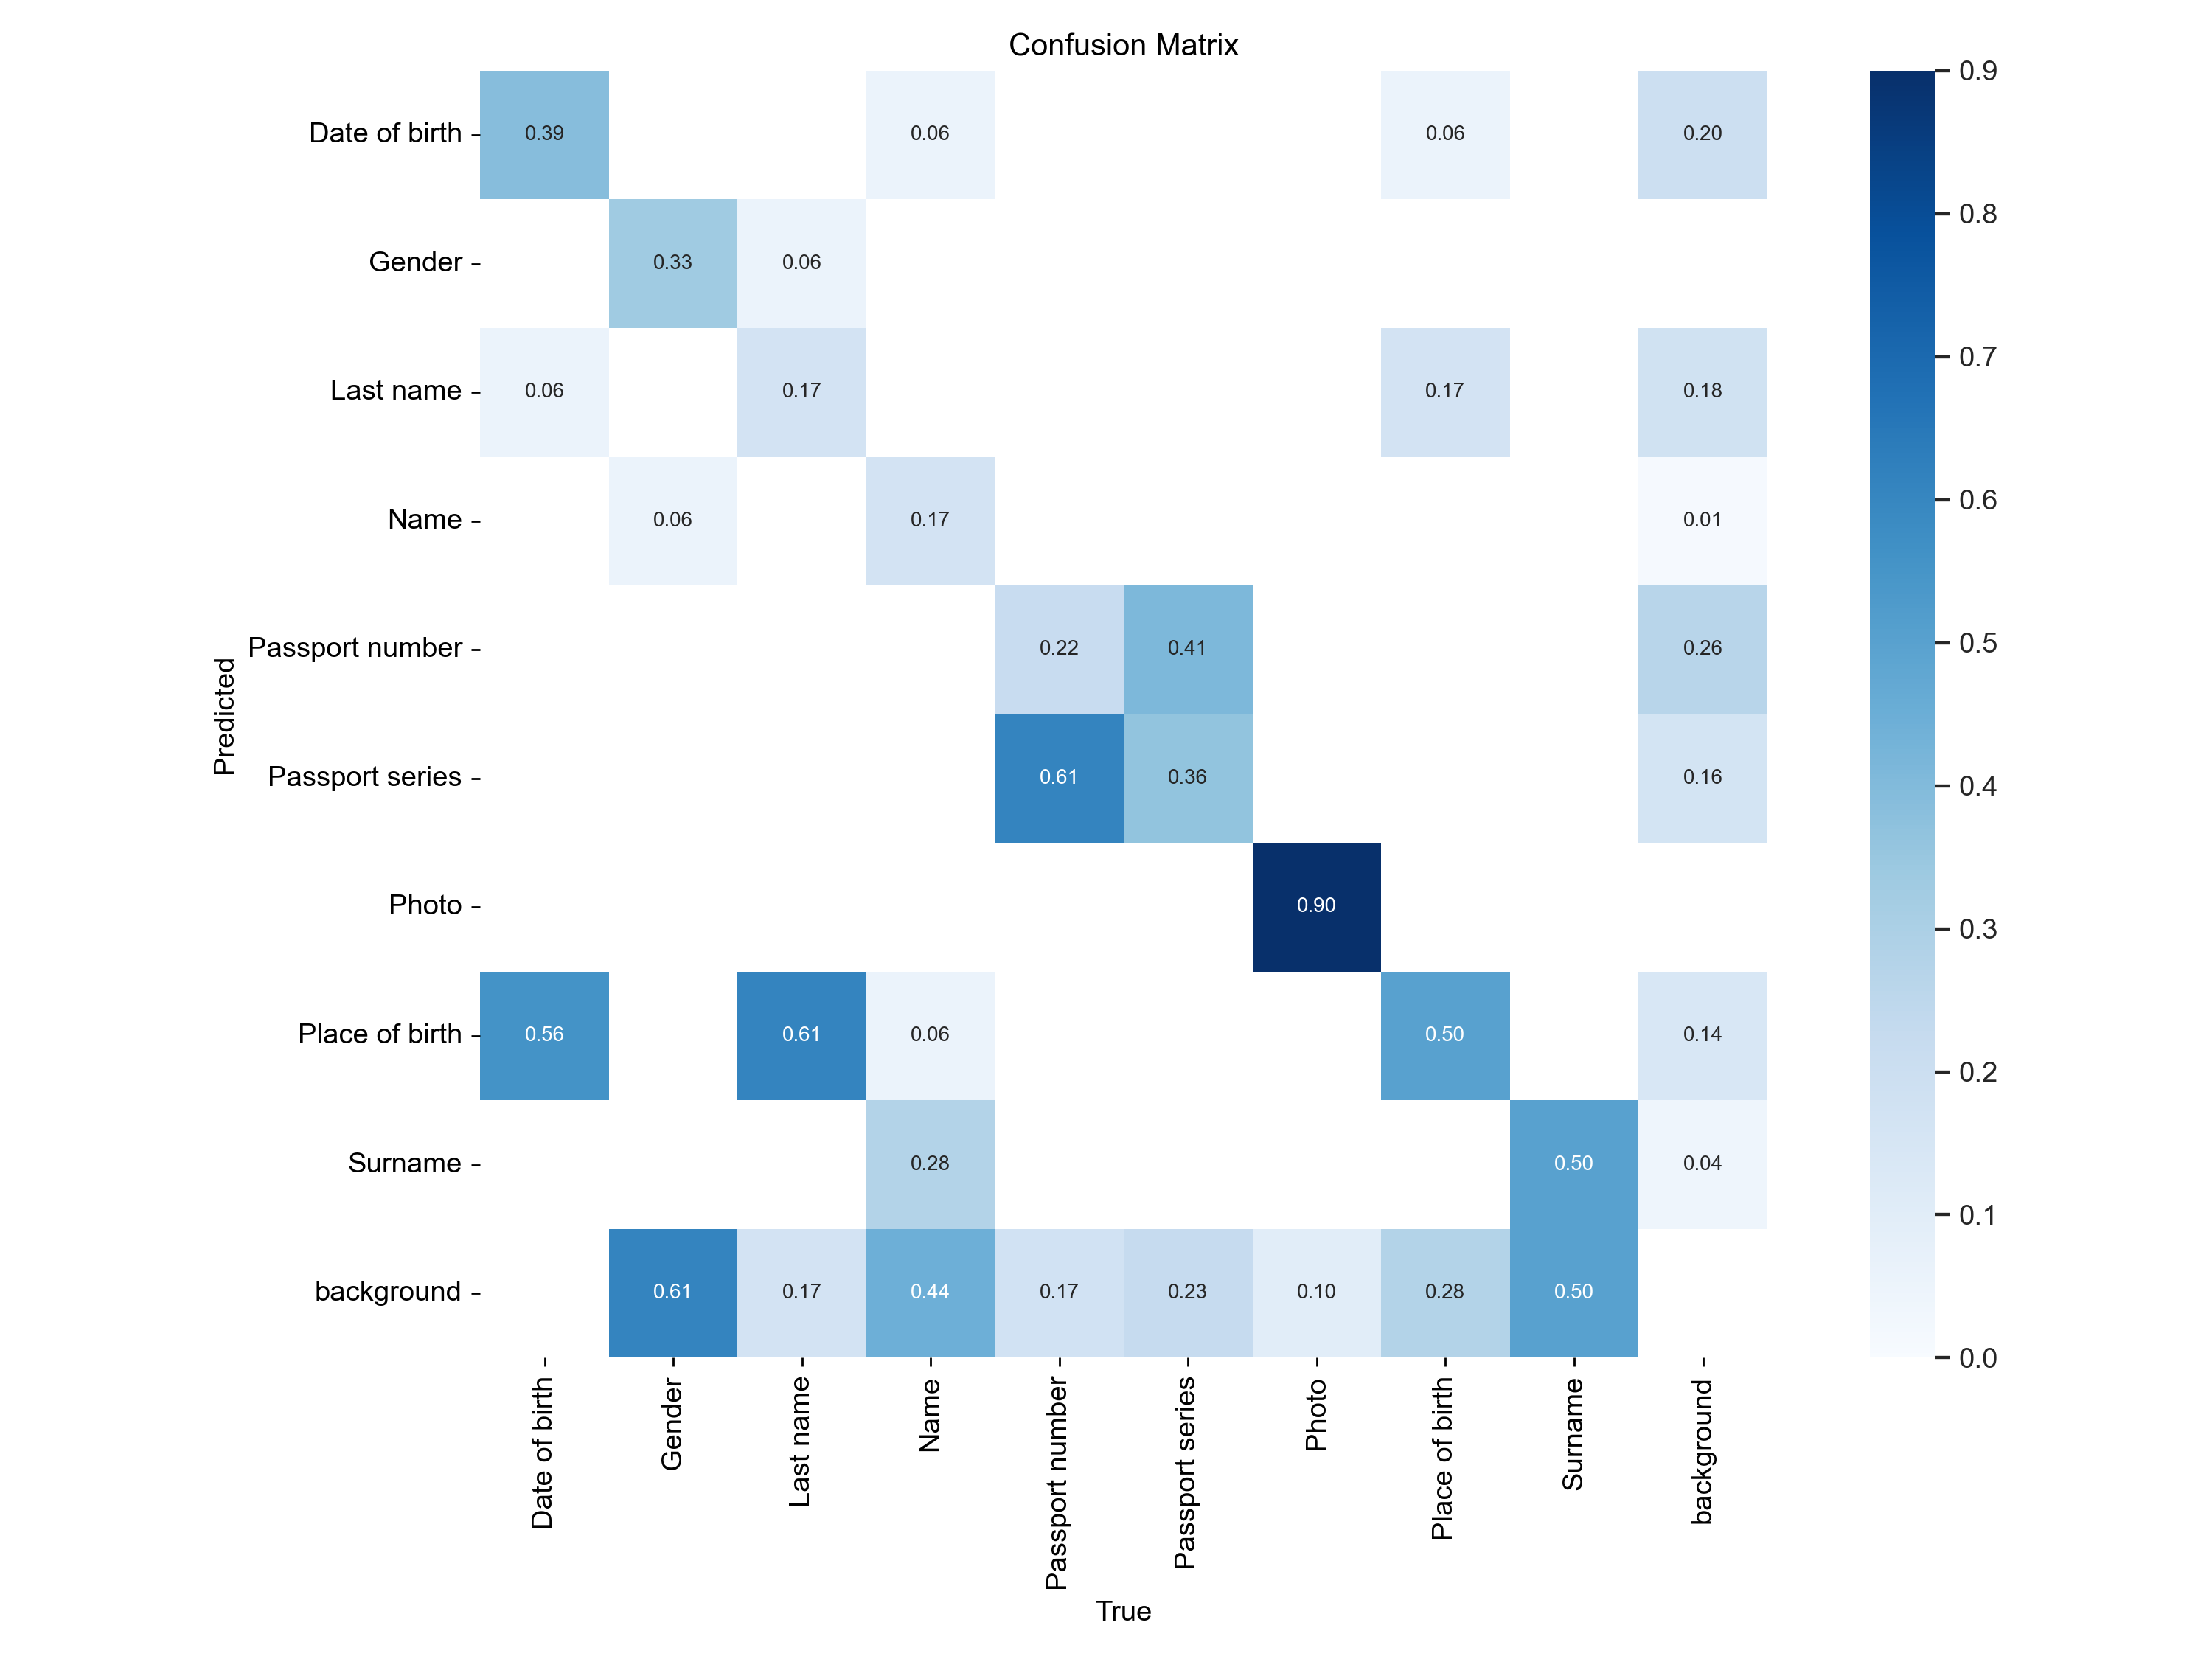 Confusion Matrix
Date of birth 0.39 0.06 0.06 0.20
Gender 0.33 0.06
Last name 0.06 0.17 0.17 0.18
Name 0.06 0.17 0.01
Passport number 0.22 0.41 0.26
Passport series 0.61 0.36 0.16
Photo 0.90
Place of birth 0.56 0.61 0.06 0.50 0.14
Surname 0.28 0.50 0.04
background 0.61 0.17 0.44 0.17 0.23 0.10 0.28 0.50
Predicted
Date of birth
Gender
Last name
Name
Passport number
Passport series
Photo
Place of birth
Surname
background
True
0.9
0.8
0.7
0.6
0.5
0.4
0.3
0.2
0.1
0.0